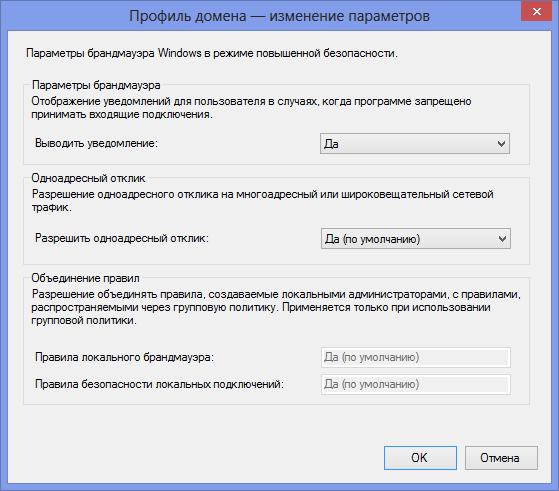 Профиль домена — изменение параметров
Параметры брандмауэра Windows в режиме повышенной безопасности.
Параметры брандмауэра
Отображение уведомлений для пользователя в случаях, когда программе запрещено
принимать входящие подключения.
Выводить уведомление: Да
Одноадресный отклик
Разрешение одноадресного отклика на многоадресный или широковещательный сетевой
трафик.
Разрешить одноадресный отклик: Да (по умолчанию)
Объединение правил
Разрешение объединять правила, создаваемые локальными администраторами, с правилами,
распространяемыми через групповую политику. Применяется только при использовании
групповой политики.
Правила локального брандмауэра: Да (по умолчанию)
Правила безопасности локальных подключений: Да (по умолчанию)
OK Отмена